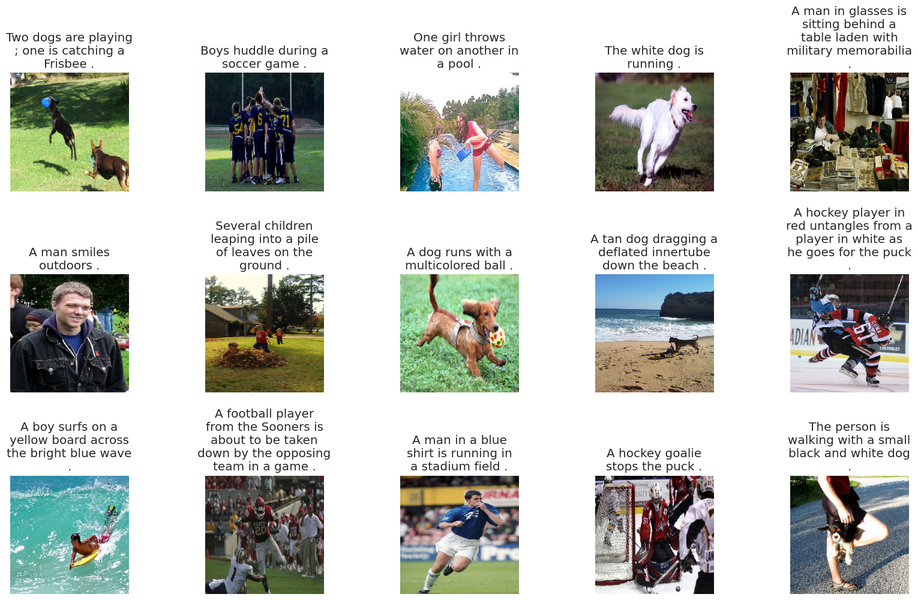 Two dogs are playing
; one is catching a
Frisbee .
Boys huddle during a
soccer game .
One girl throws
water on another in
a pool .
The white dog is
running .
A man in glasses is
sitting behind a
table laden with
military memorabilia
.
A man smiles
outdoors .
Several children
leaping into a pile
of leaves on the
ground .
A dog runs with a
multicolored ball .
A tan dog dragging a
deflated innertube
down the beach .
A hockey player in
red untangles from a
player in white as
he goes for the puck
.
A boy surfs on a
yellow board across
the bright blue wave
.
A football player
from the Sooners is
about to be taken
down by the opposing
team in a game .
A man in a blue
shirt is running in
a stadium field .
A hockey goalie
stops the puck .
The person is
walking with a small
black and white dog
.